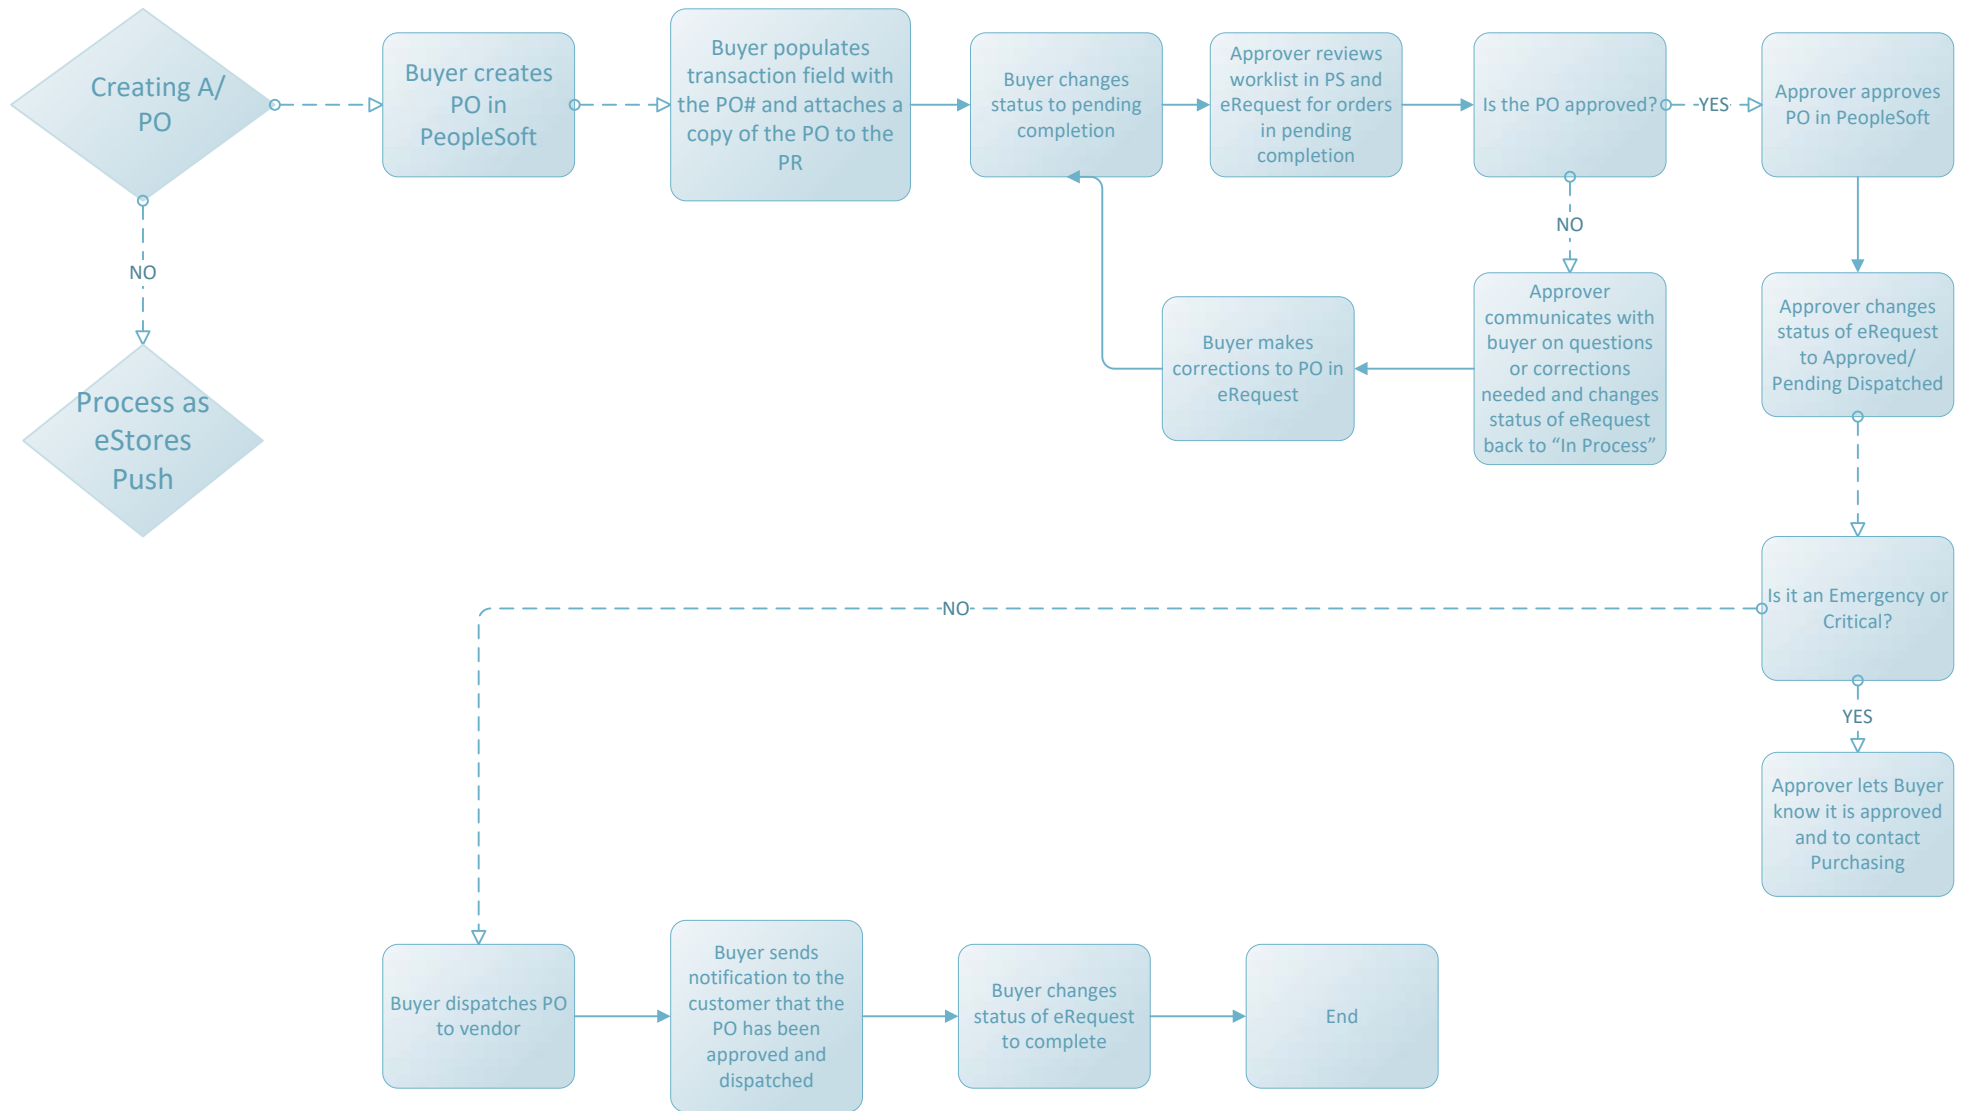 Creating A/
PO
Buyer creates
PO in
PeopleSoft
Buyer populates
transaction field with
the PO# and attaches a
copy of the PO to the
PR
Buyer changes
status to pending
completion
Approver reviews
worklist in PS and
eRequest for orders
in pending
completion
Is the PO approved?
YES
Approver approves
PO in PeopleSoft
NO
NO
Process as
eStores
Push
Buyer makes
corrections to PO in
eRequest
Approver
communicates with
buyer on questions
or corrections
needed and changes
status of eRequest
back to “In Process”
Approver changes
status of eRequest
to Approved/
Pending Dispatched
NO
Is it an Emergency or
Critical?
YES
Approver lets Buyer
know it is approved
and to contact
Purchasing
Buyer dispatches PO
to vendor
Buyer sends
notification to the
customer that the
PO has been
approved and
dispatched
Buyer changes
status of eRequest
to complete
End